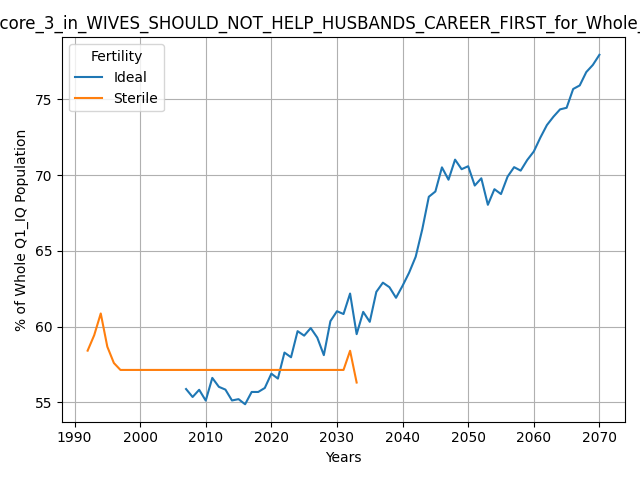 core_3_in_WIVES_SHOULD_NOT_HELP_HUSBANDS_CAREER_FIRST_for_Whole_
Fertility
Ideal
Sterile
% of Whole Q1_IQ Population
75
70
65
60
55
1990
2000
2010
2020
2030
2040
2050
2060
2070
Years